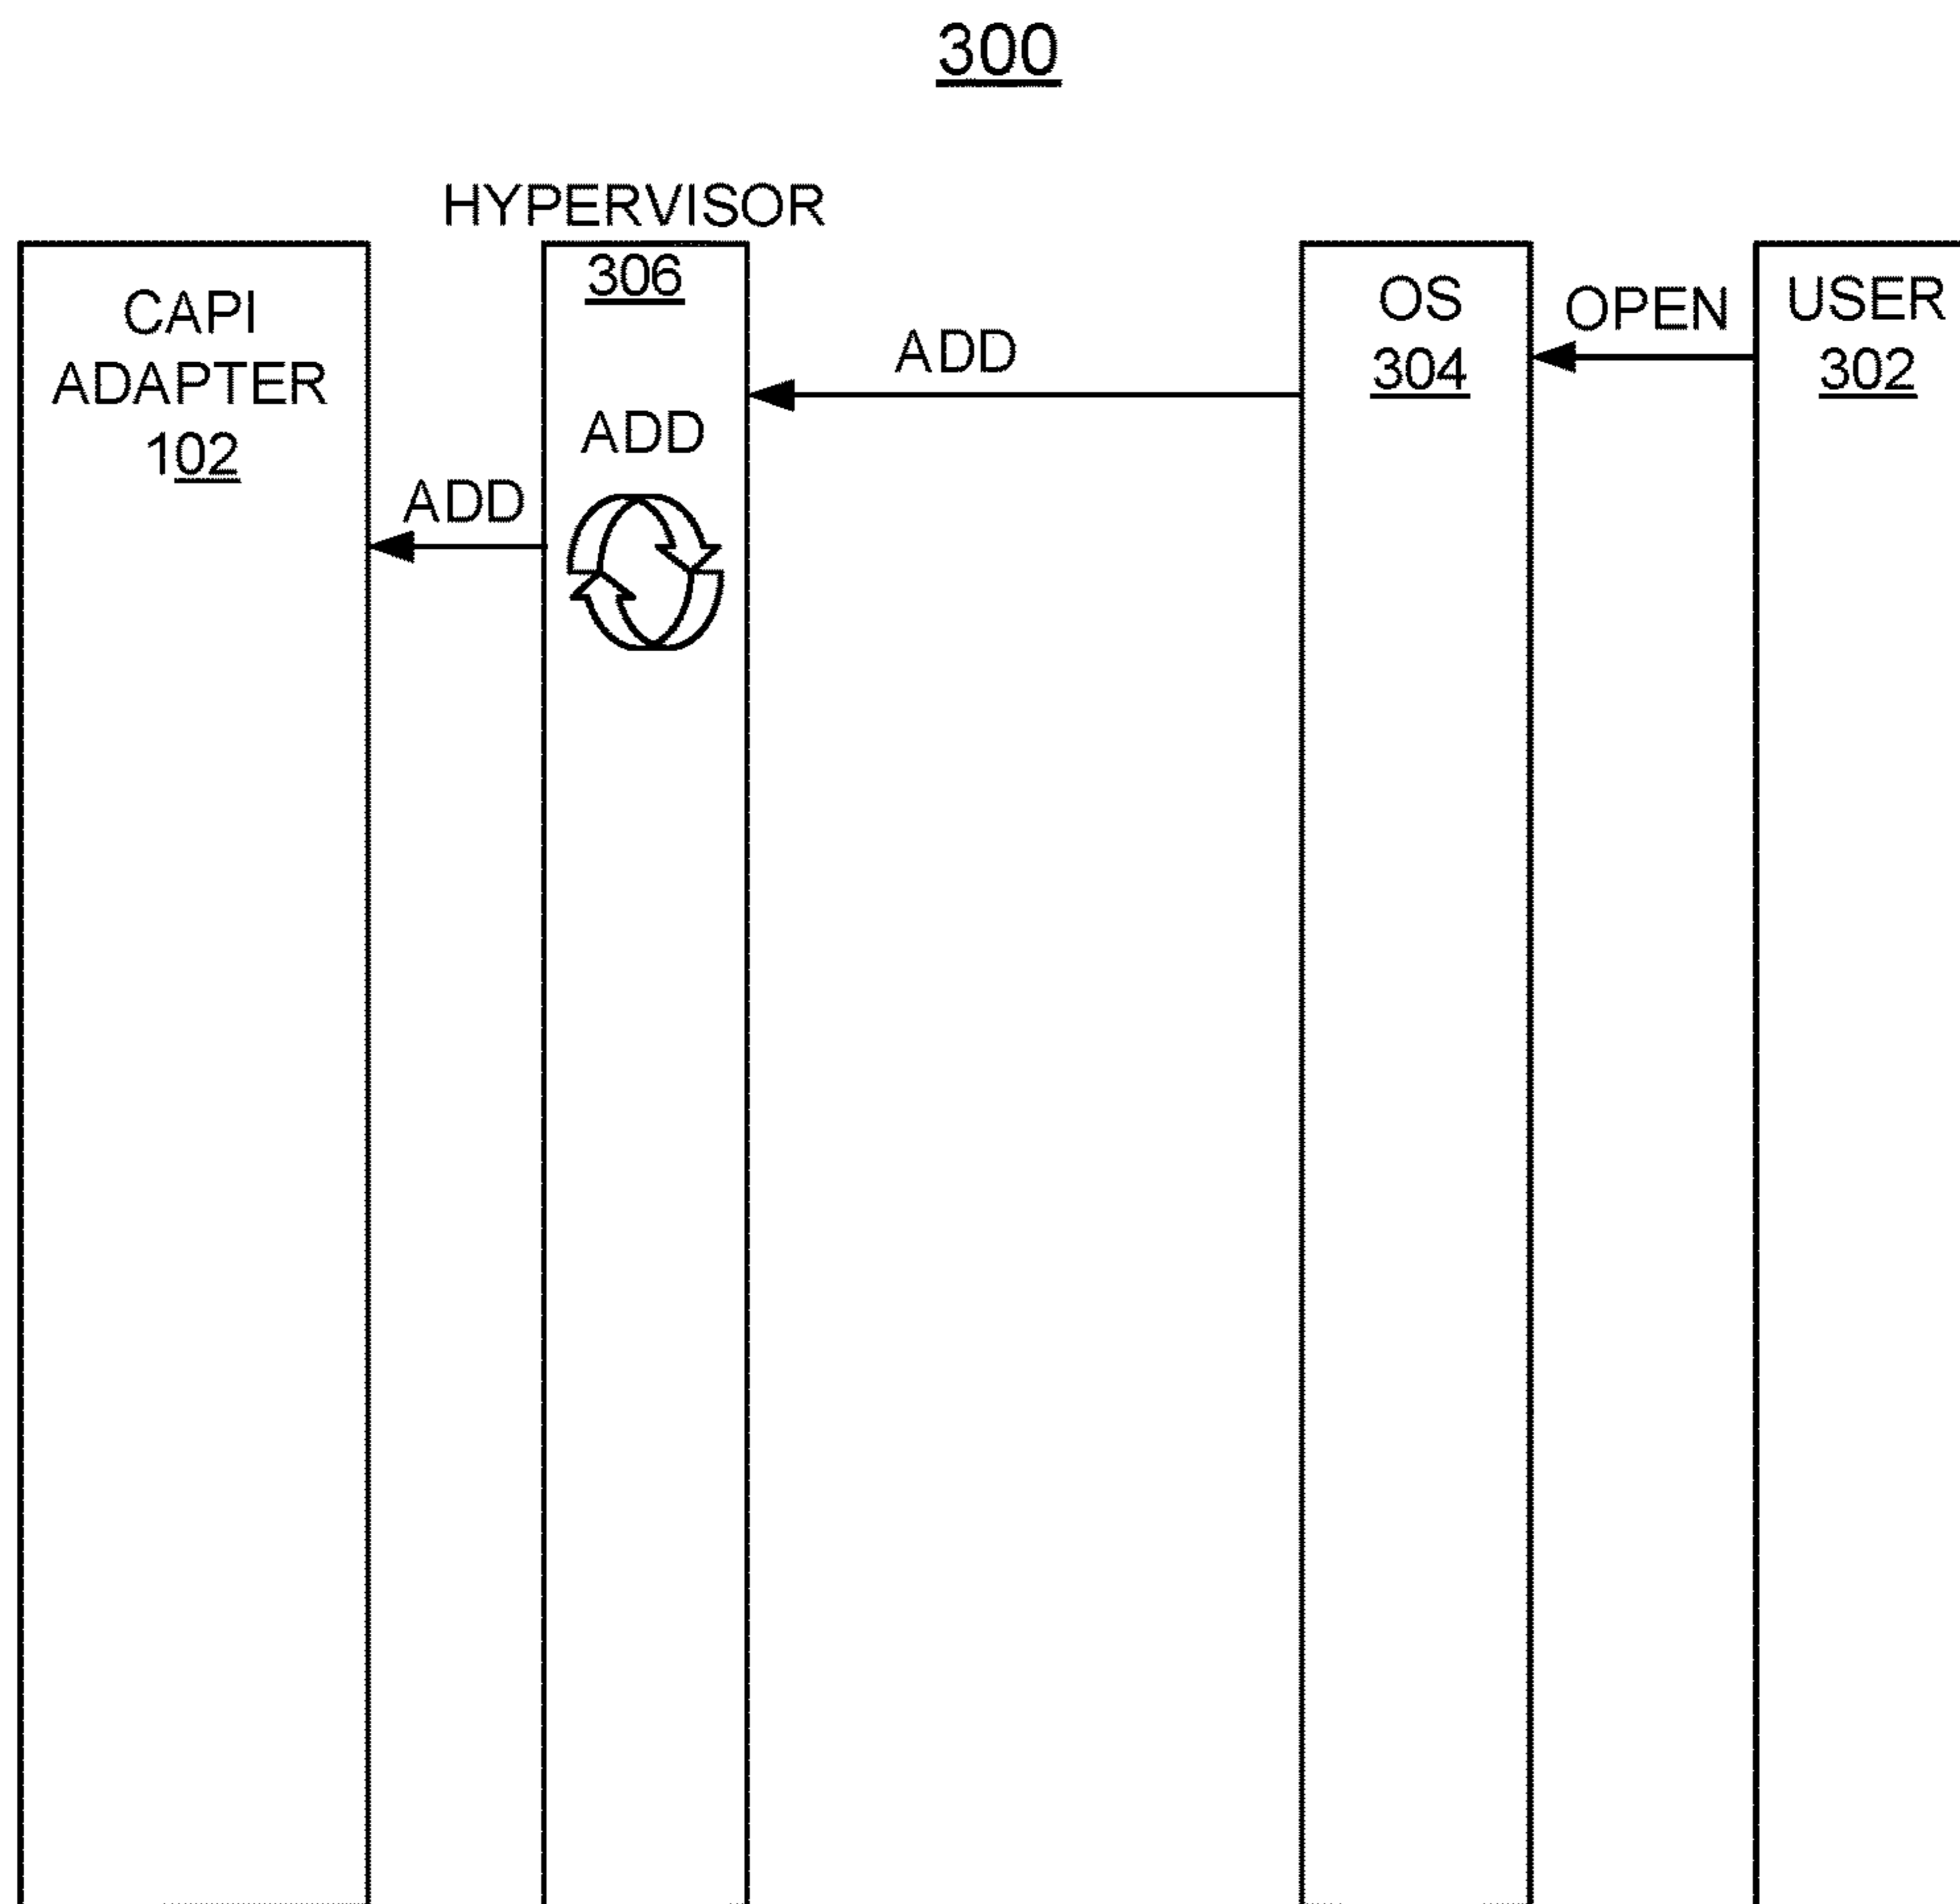 300
HYPERVISOR
306
CAPI
ADAPTER
102
ADD
ADD
ADD
OS
304
OPEN
USER
302